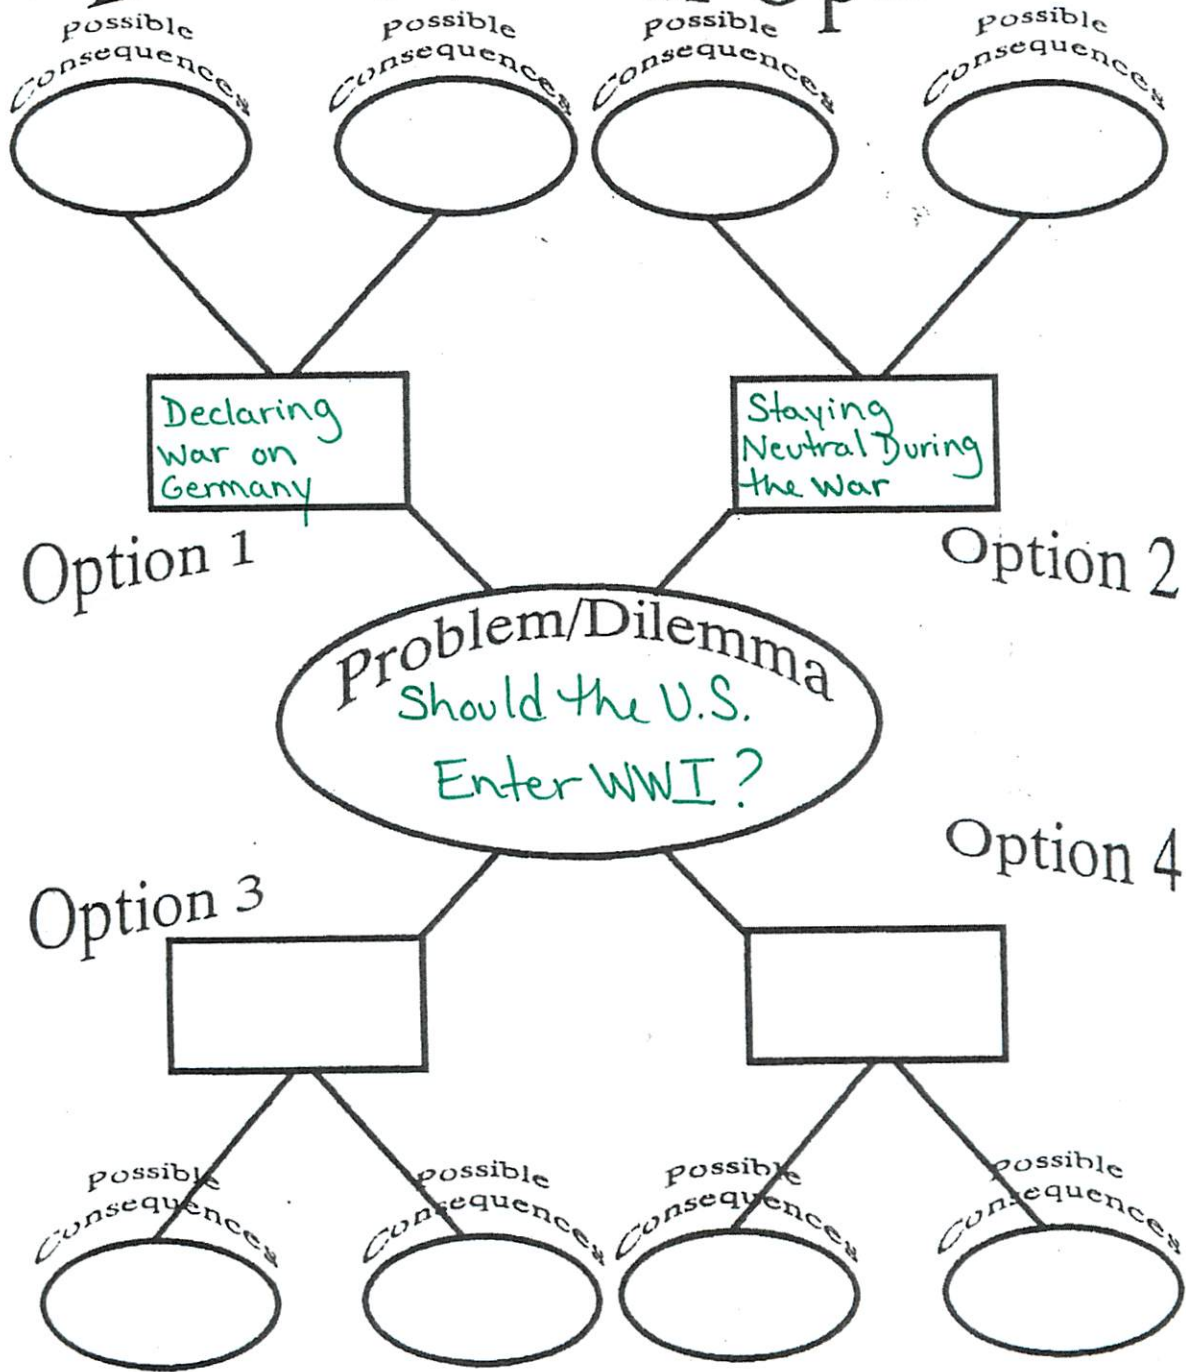 Possible
Consequences
Possible
Consequences
Possible
Consequences
Possible
Consequences
Declaring
War on
Germany
Staying
Neutral During
the War
Option 1
Option 2
Problem/Dilemma
Should the U.S.
Enter WWI?
Option 3
Option 4
Possible
Consequences
Possible
Consequences
Possible
Consequences
Possible
Consequences